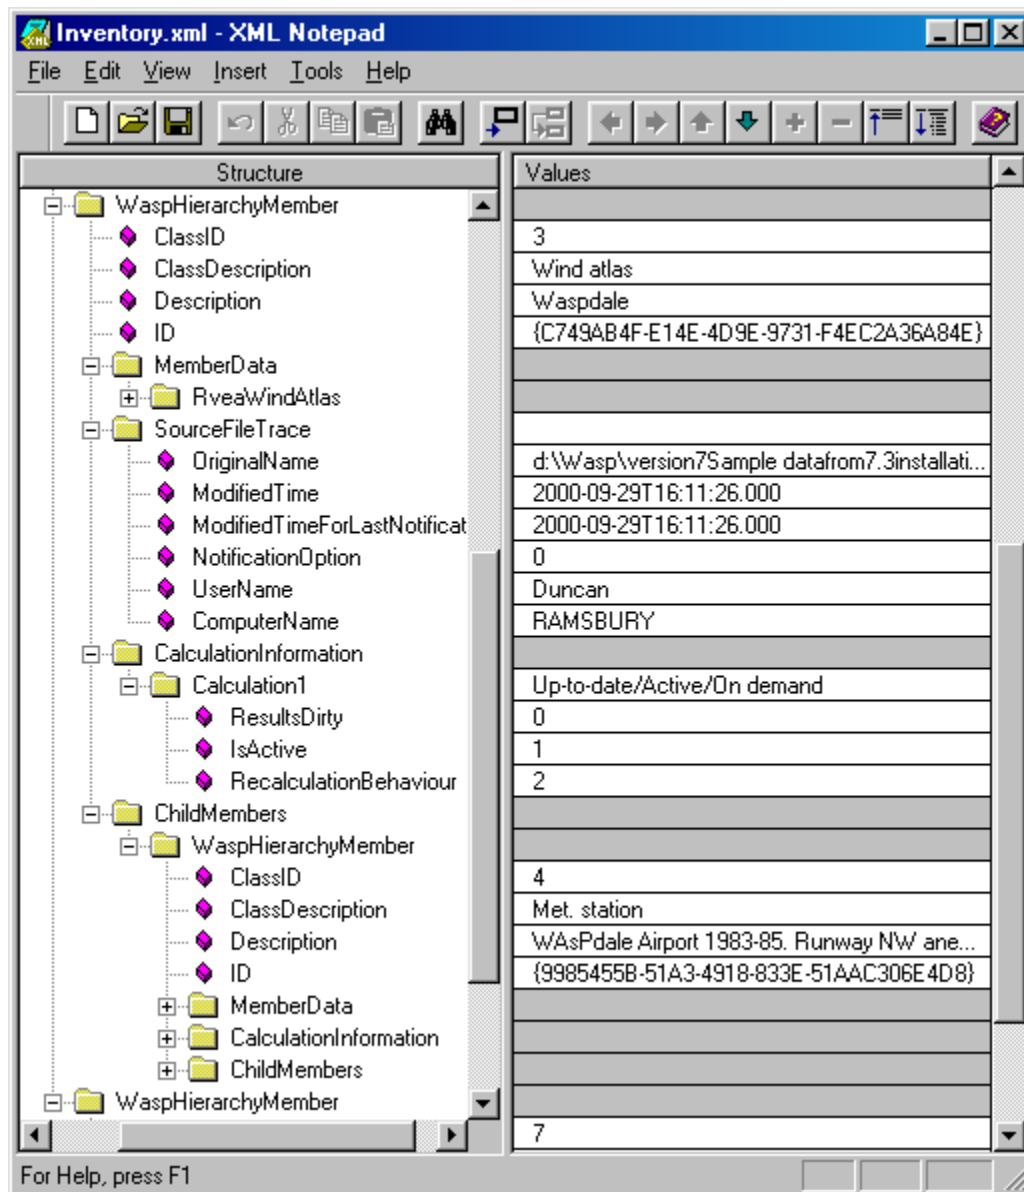 Inventory.xml - XML Notepad
File Edit View Insert Tools Help
Structure Values
WaspHierarchyMember
ClassID 3
ClassDescription Wind atlas
Description Waspdale
ID {C749AB4F-E14E-4D9E-9731-F4EC2A36A84E}
MemberData
RveaWindAtlas
SourceFileTrace
OriginalName d:\Wasp\version7Sample datafrom7.3installati...
ModifiedTime 2000-09-29T16:11:26.000
ModifiedTimeForLastNotificat 2000-09-29T16:11:26.000
NotificationOption 0
UserName Duncan
ComputerName RAMSBURY
CalculationInformation
Calculation1 Up-to-date/Active/On demand
ResultsDirty 0
IsActive 1
RecalculationBehaviour 2
ChildMembers
WaspHierarchyMember
ClassID 4
ClassDescription Met. station
Description WAsPdale Airport 1983-85. Runway NW ane...
ID {9985455B-51A3-4918-833E-51AAC306E4D8}
MemberData
CalculationInformation
ChildMembers
WaspHierarchyMember
7
For Help, press F1